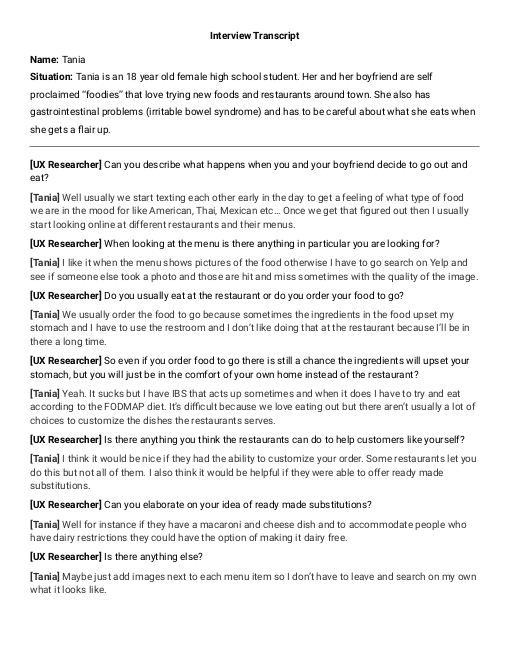 Interview Transcript
Name: Tania
Situation: Tania is an 18 year old female high school student. Her and her boyfriend are self
proclaimed “foodies” that love trying new foods and restaurants around town. She also has
gastrointestinal problems (irritable bowel syndrome) and has to be careful about what she eats when
she gets a flair up.
[UX Researcher] Can you describe what happens when you and your boyfriend decide to go out and
eat?
[Tania] Well usually we start texting each other early in the day to get a feeling of what type of food
we are in the mood for like American, Thai, Mexican etc… Once we get that figured out then I usually
start looking online at different restaurants and their menus.
[UX Researcher] When looking at the menu is there anything in particular you are looking for?
[Tania] I like it when the menu shows pictures of the food otherwise I have to go search on Yelp and
see if someone else took a photo and those are hit and miss sometimes with the quality of the image.
[UX Researcher] Do you usually eat at the restaurant or do you order your food to go?
[Tania] We usually order the food to go because sometimes the ingredients in the food upset my
stomach and I have to use the restroom and I don’t like doing that at the restaurant because I’ll be in
there a long time.
[UX Researcher] So even if you order food to go there is still a chance the ingredients will upset your
stomach, but you will just be in the comfort of your own home instead of the restaurant?
[Tania] Yeah. It sucks but I have IBS that acts up sometimes and when it does I have to try and eat
according to the FODMAP diet. It’s difficult because we love eating out but there aren’t usually a lot of
choices to customize the dishes the restaurants serves.
[UX Researcher] Is there anything you think the restaurants can do to help customers like yourself?
[Tania] I think it would be nice if they had the ability to customize your order. Some restaurants let you
do this but not all of them. I also think it would be helpful if they were able to offer ready made
substitutions.
[UX Researcher] Can you elaborate on your idea of ready made substitutions?
[Tania] Well for instance if they have a macaroni and cheese dish and to accommodate people who
have dairy restrictions they could have the option of making it dairy free.
[UX Researcher] Is there anything else?
[Tania] Maybe just add images next to each menu item so I don’t have to leave and search on my own
what it looks like.